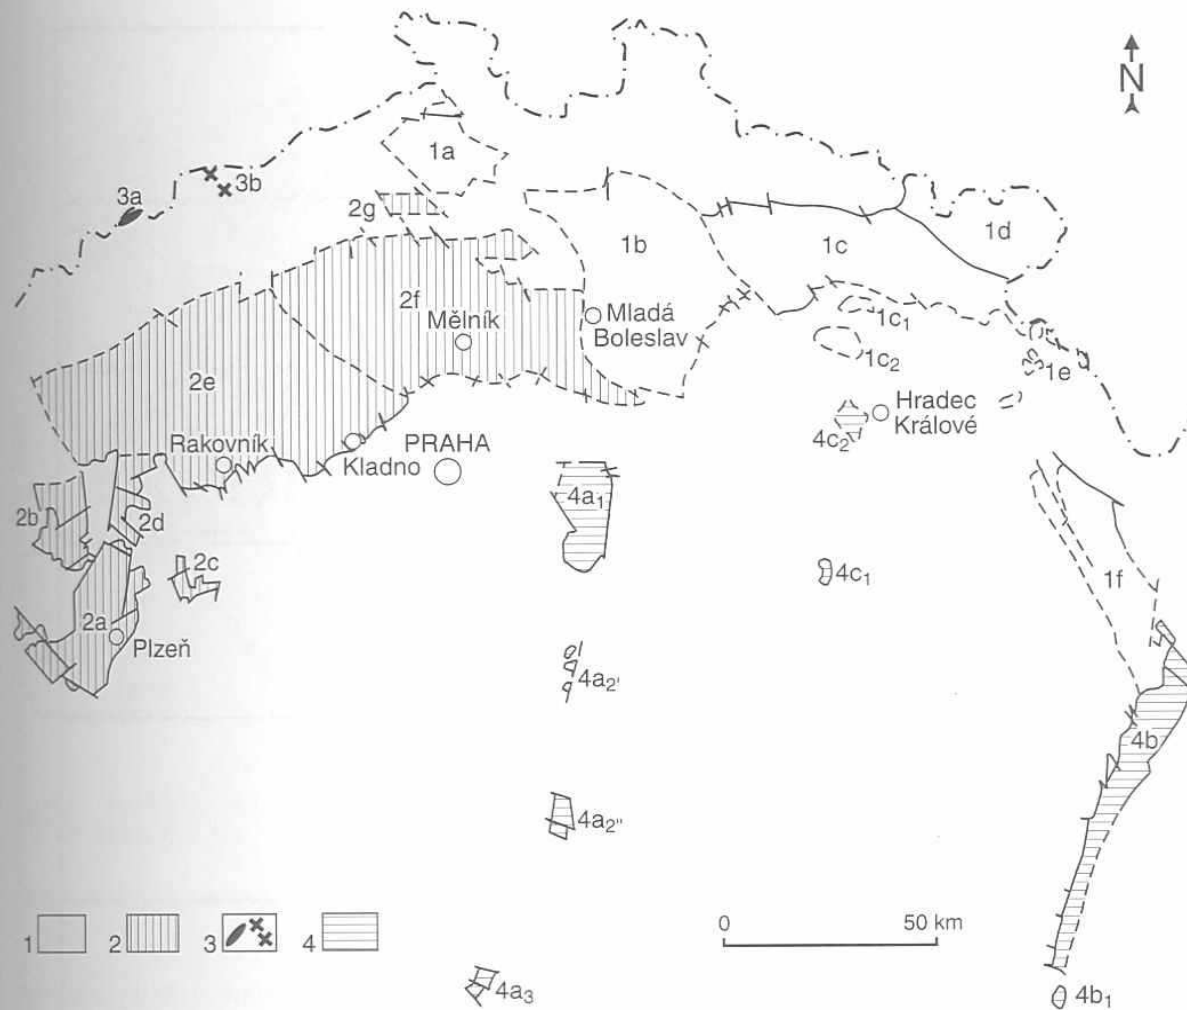 N
1a
3b
3a
2g
1d
1b
1c
2f
Mladá
Boleslav
1c₁
Mělník
1c₂
1e
2e
Hradec
Králové
4c₂
Rakovník
PRAHA
Kladno
4a₁
2b
2d
2c
4c₁
1f
2a
Plzeň
4a₂'
4b
4a₂"
0 50 km
1 2 3 4
4a₃
4b₁